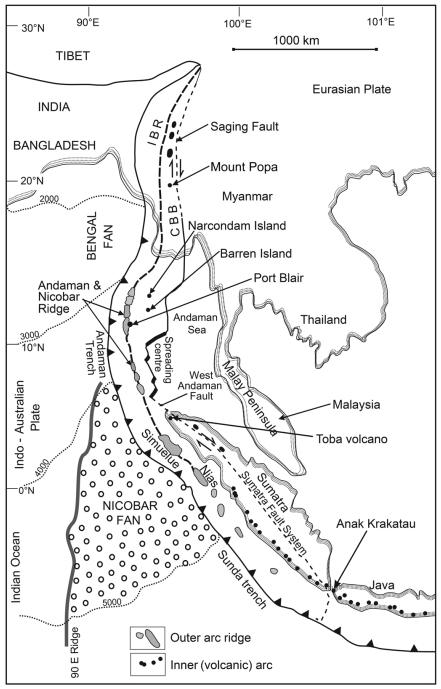 90°E
100°E
101°E
30°N
1000 km
TIBET
Eurasian Plate
INDIA
IBR
Saging Fault
BANGLADESH
Mount Popa
20°N
Myanmar
2000
CBB
Narcondam Island
BENGAL
FAN
Barren Island
Port Blair
Andaman &
Nicobar
Ridge
Andaman
Sea
Thailand
3000
10°N
Andaman
Trench
Spreading
centre
West
Andaman
Fault
Malay Peninsula
Malaysia
Indo - Australian
Plate
Toba volcano
4000
Simuelue
0°N
Nias
Sumatra
Sumatra Fault System
NICOBAR
FAN
Anak Krakatau
Indian Ocean
Sunda trench
Java
5000
90 E Ridge
Outer arc ridge
Inner (volcanic) arc